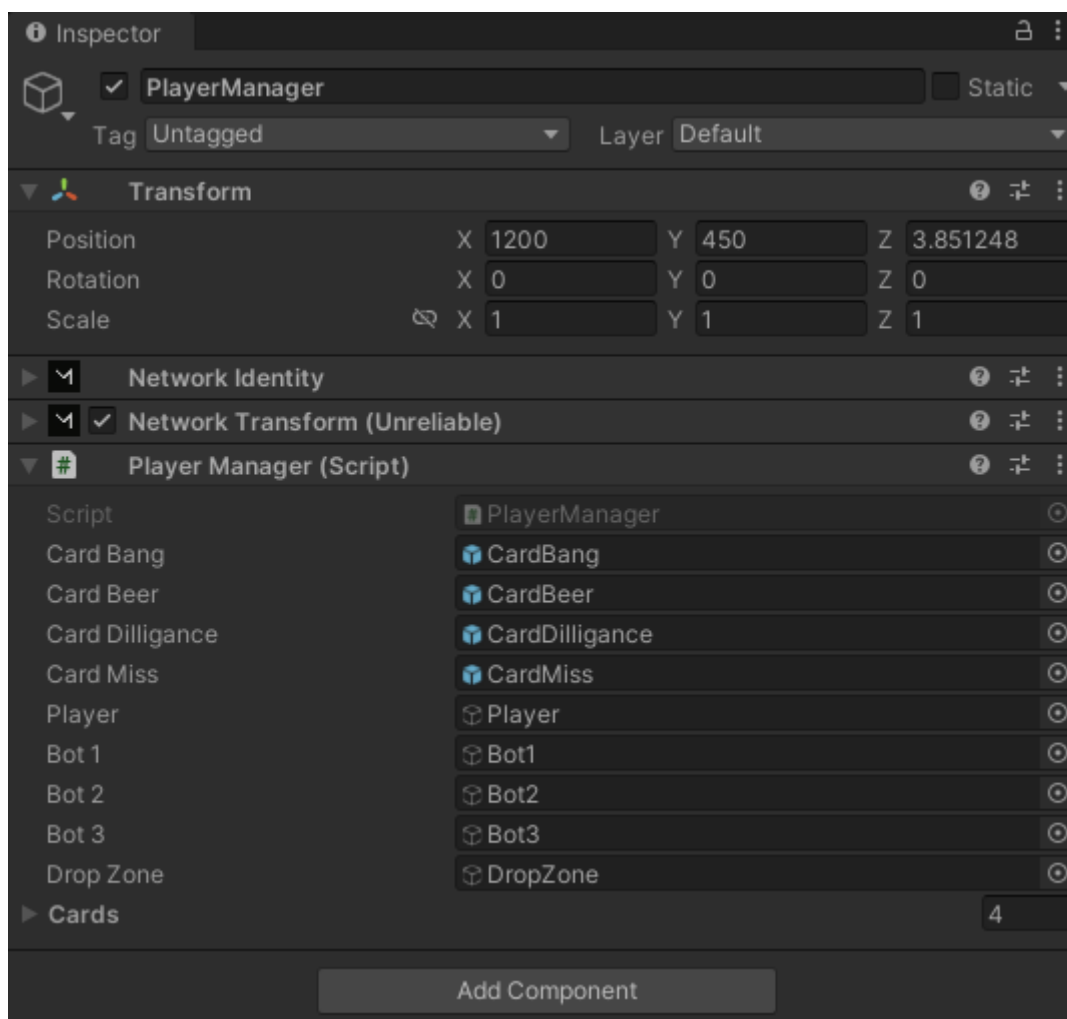 Inspector
PlayerManager Static
Tag Untagged Layer Default
Transform
Position X 1200 Y 450 Z 3.851248
Rotation X 0 Y 0 Z 0
Scale X 1 Y 1 Z 1
Network Identity
Network Transform (Unreliable)
# Player Manager (Script)
Script # PlayerManager
Card Bang CardBang
Card Beer CardBeer
Card Dilligance CardDilligance
Card Miss CardMiss
Player Player
Bot 1 Bot1
Bot 2 Bot2
Bot 3 Bot3
Drop Zone DropZone
Cards 4
Add Component